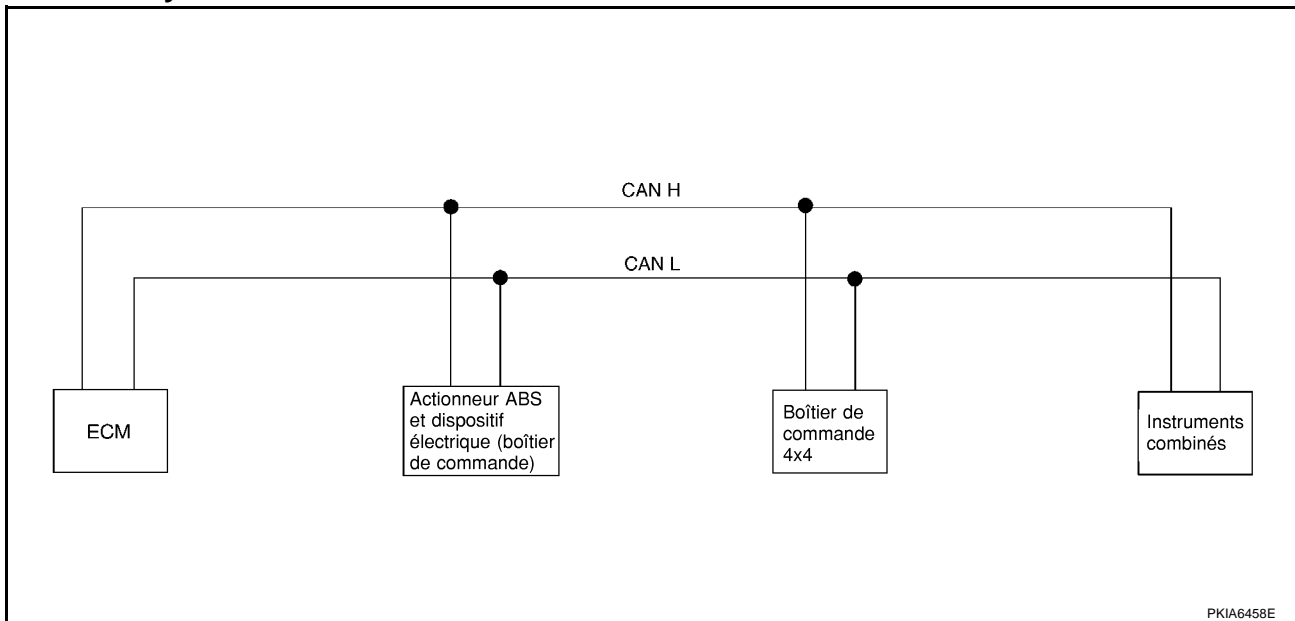 CAN H
CAN L
ECM
Actionneur ABS
et dispositif
électrique (boîtier
de commande)
Boîtier de
commande
4x4
Instruments
combinés
PKIA6458E